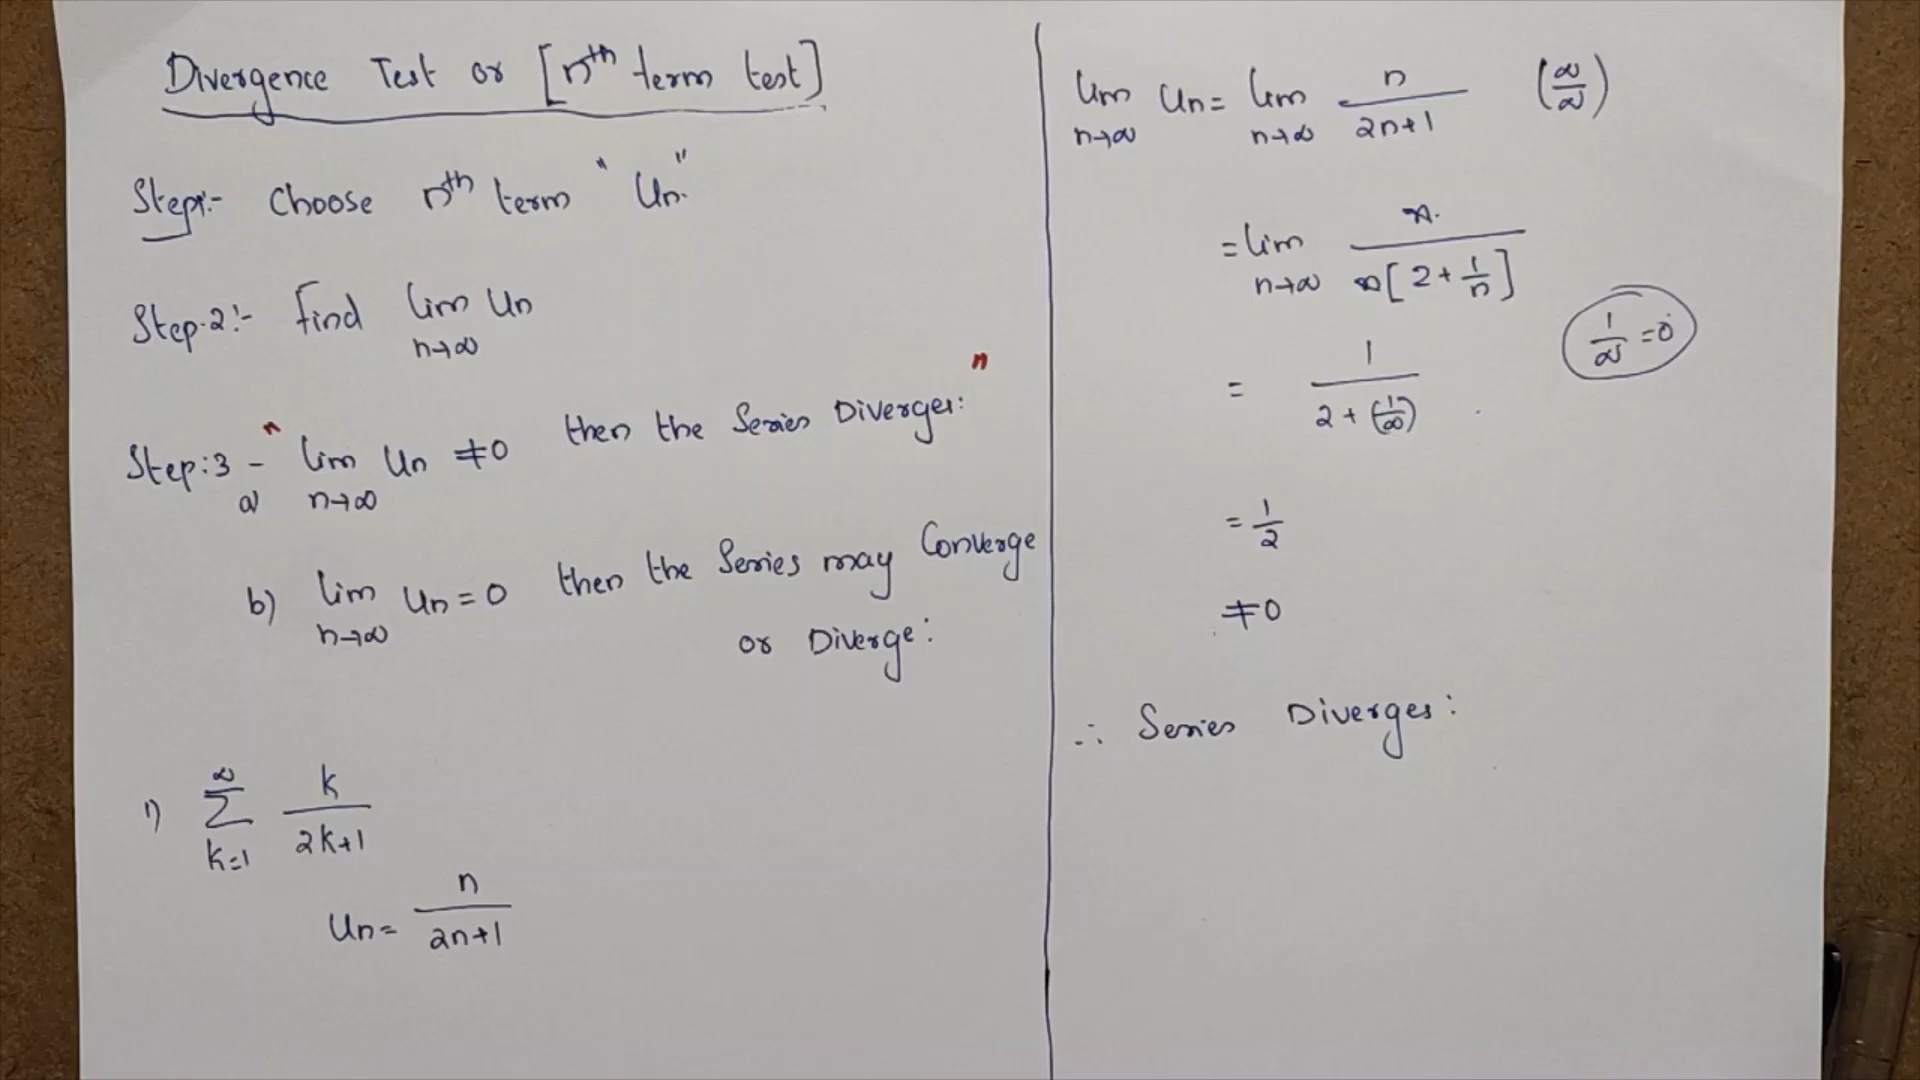 Divergence Test or [nth term test]
Step1:- Choose nth term "Un"
Step.2:- find lim Un
n→∞
Step:3 - " lim Un ≠0 then the Series Diverges: "
a) n→∞
b) lim Un = 0 then the Series may Converge
n→∞ or Diverge:
1) ∞ ∑ k=1 k/(2k+1)
Un = n/(2n+1)
lim n→∞ Un = lim n→∞ n/(2n+1) (∞/∞)
= lim n→∞ n/(n[2 + 1/n])
= 1/(2 + (1/∞))
1/∞ = 0
= 1/2
≠0
∴ Series Diverges: